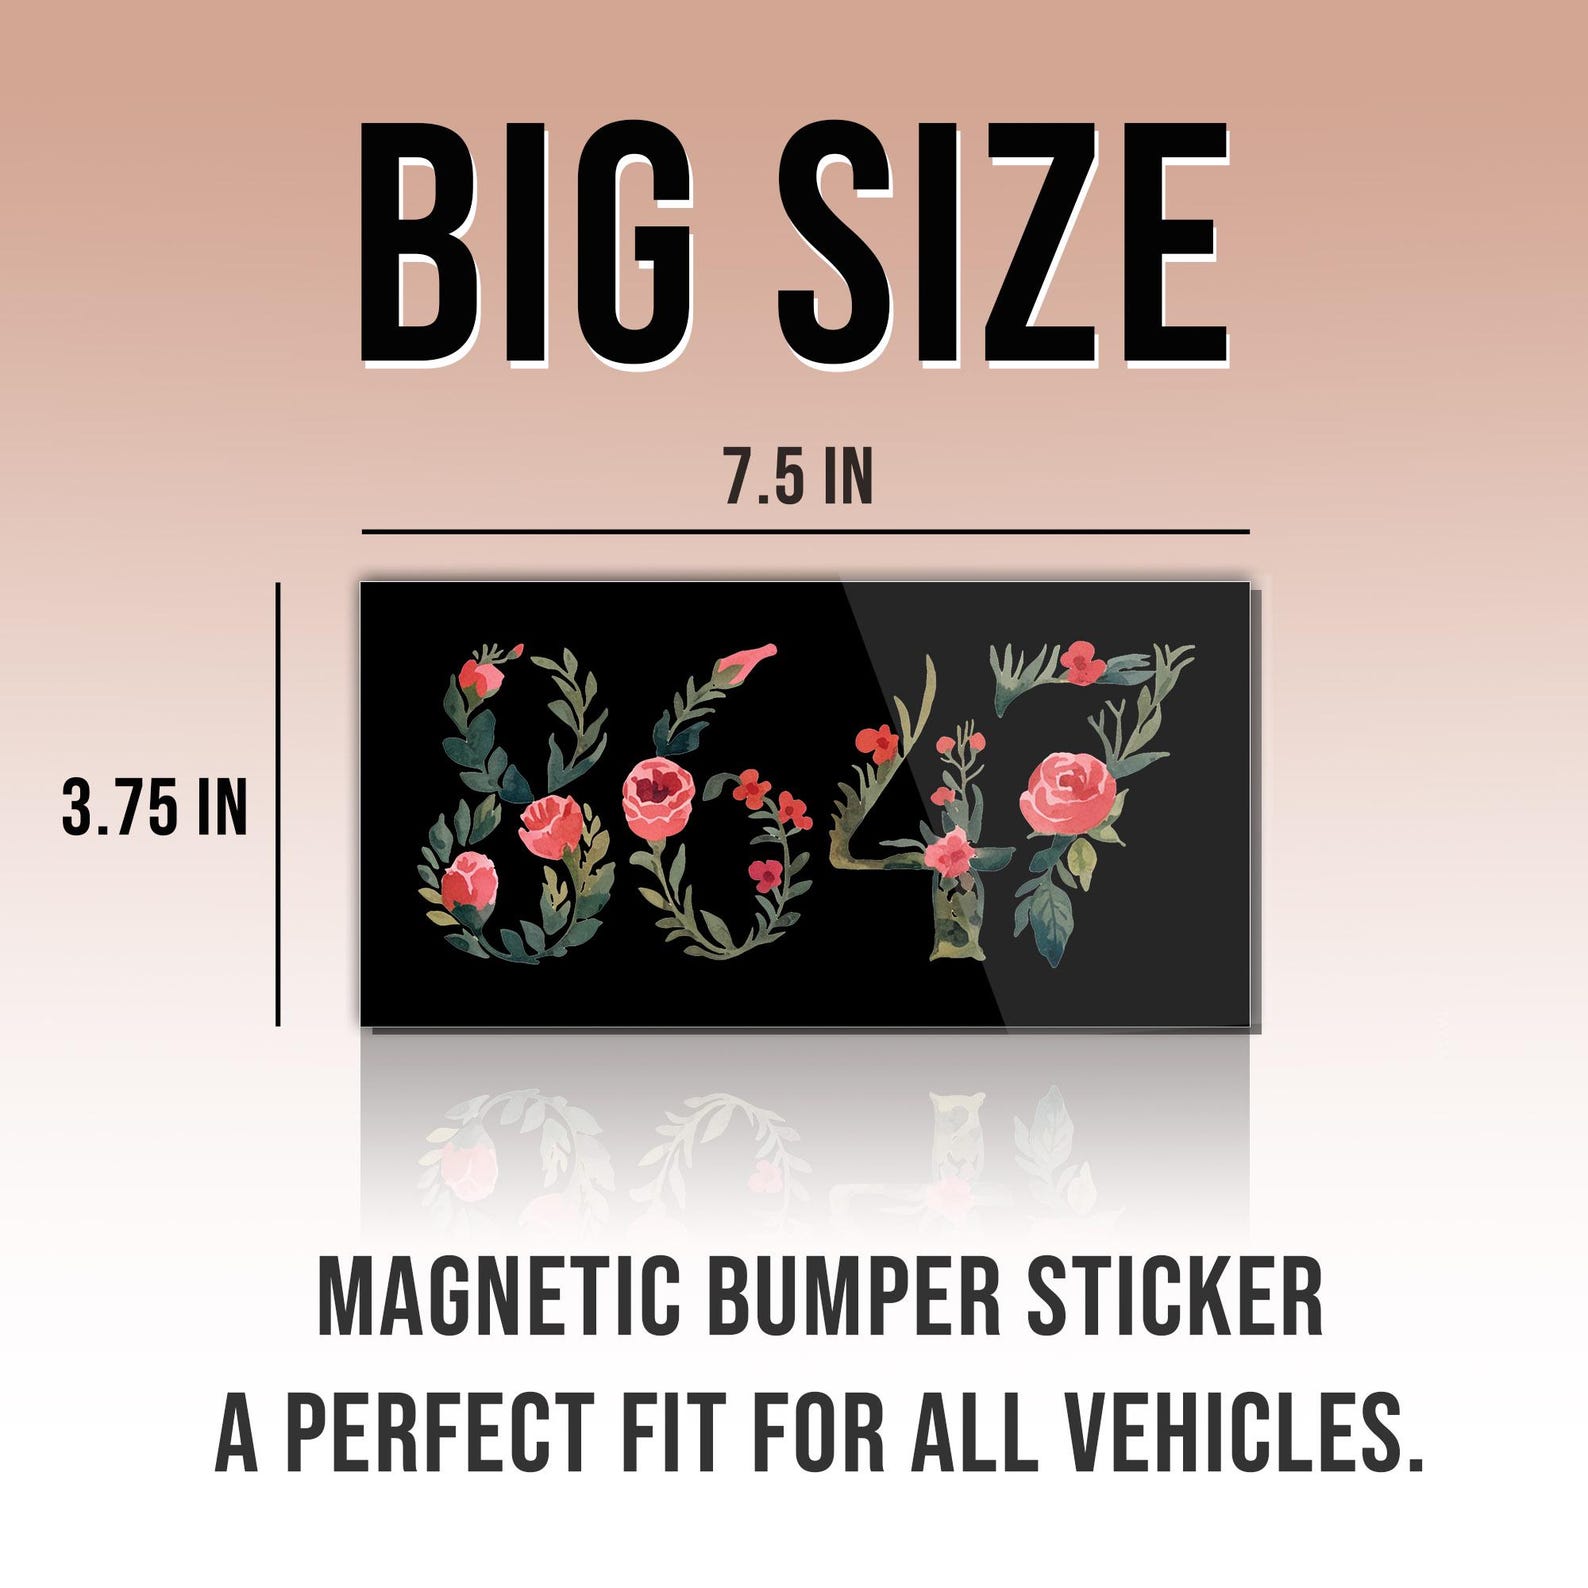 BIG SIZE
7.5 IN
3.75 IN
8647
MAGNETIC BUMPER STICKER
A PERFECT FIT FOR ALL VEHICLES.